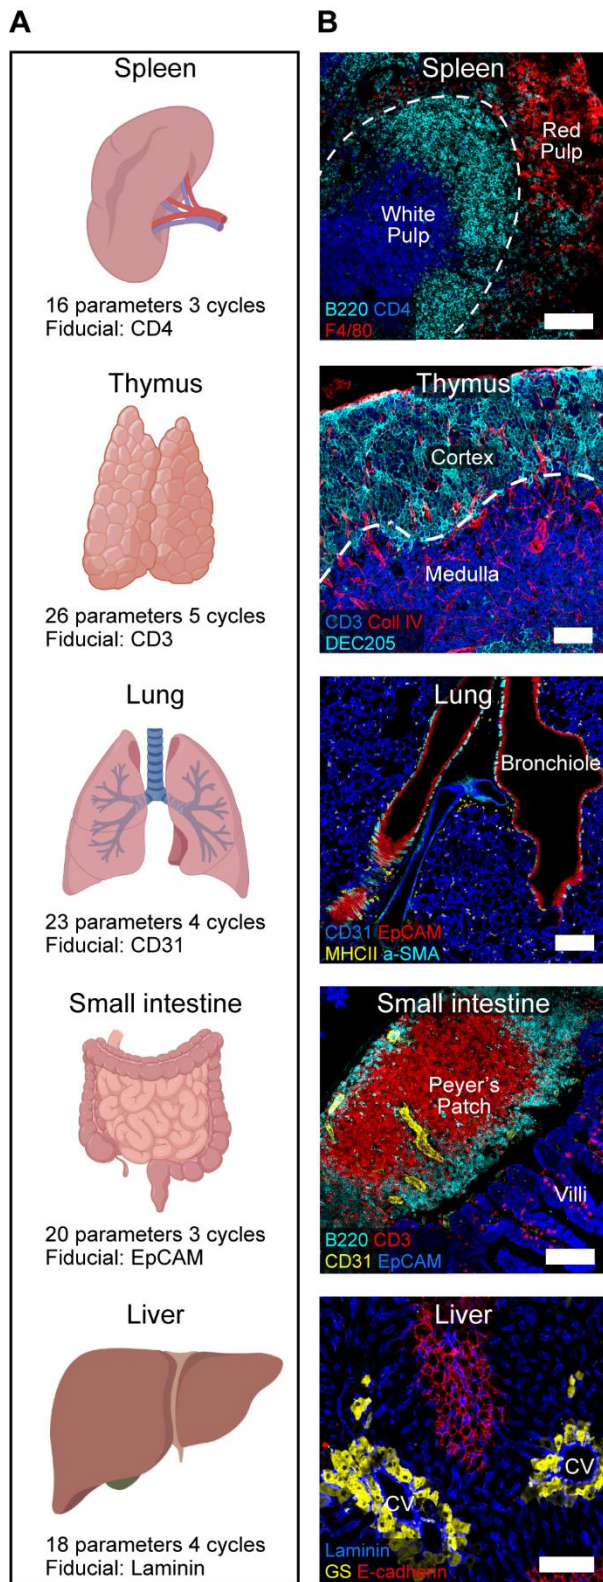 A
Spleen
16 parameters 3 cycles
Fiducial: CD4
Thymus
26 parameters 5 cycles
Fiducial: CD3
Lung
23 parameters 4 cycles
Fiducial: CD31
Small intestine
20 parameters 3 cycles
Fiducial: EpCAM
Liver
18 parameters 4 cycles
Fiducial: Laminin
B
Spleen
Red
Pulp
White
Pulp
B220 CD4
F4/80
Thymus
Cortex
Medulla
CD3 Coll IV
DEC205
Lung
Bronchiole
CD31 EpCAM
MHCII a-SMA
Small intestine
Peyer's
Patch
Villi
B220 CD3
CD31 EpCAM
Liver
CV
CV
Laminin
GS E-cadherin